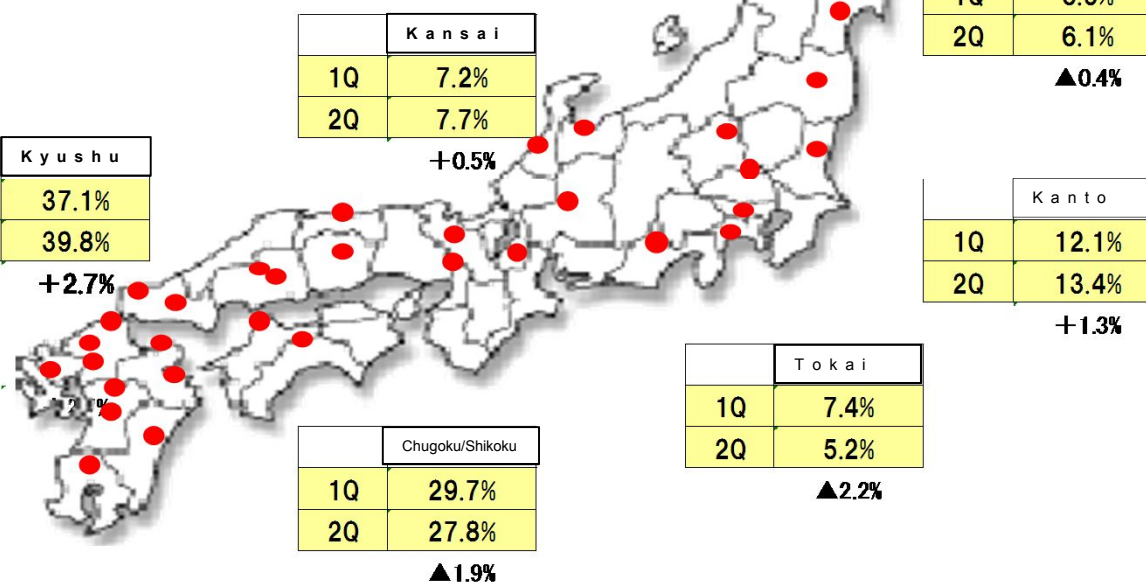 Kansai
1Q 7.2%
2Q 7.7%
+0.5%
2Q 6.1%
▲0.4%
Kyushu
37.1%
39.8%
+2.7%
Kanto
1Q 12.1%
2Q 13.4%
+1.3%
Tokai
1Q 7.4%
2Q 5.2%
▲2.2%
Chugoku/Shikoku
1Q 29.7%
2Q 27.8%
▲1.9%